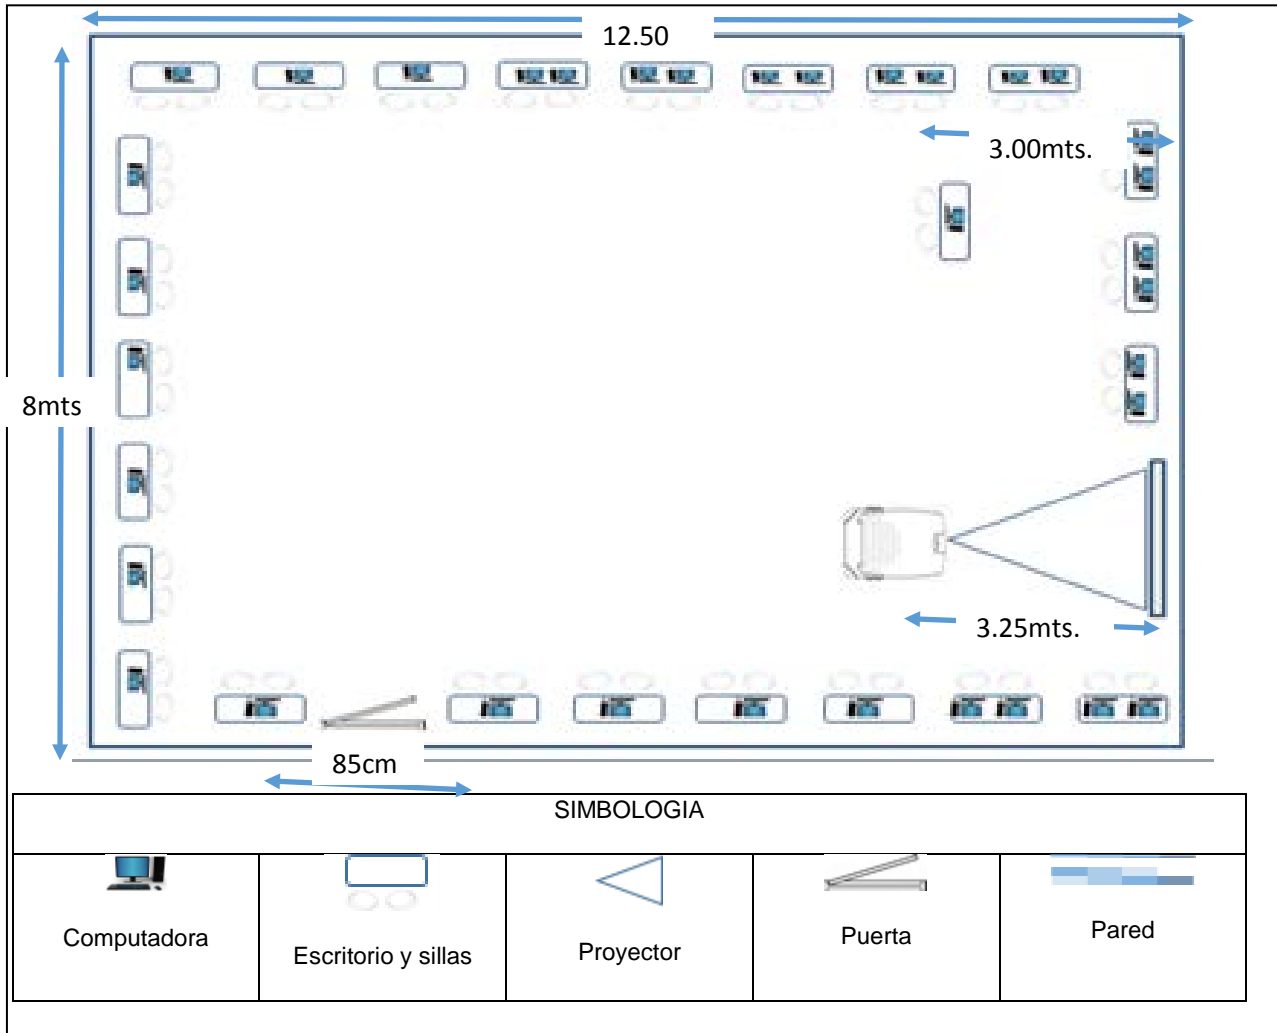 12.50
3.00mts.
8mts
3.25mts.
85cm
SIMBOLOGIA
Computadora
Escritorio y sillas
Proyector
Puerta
Pared